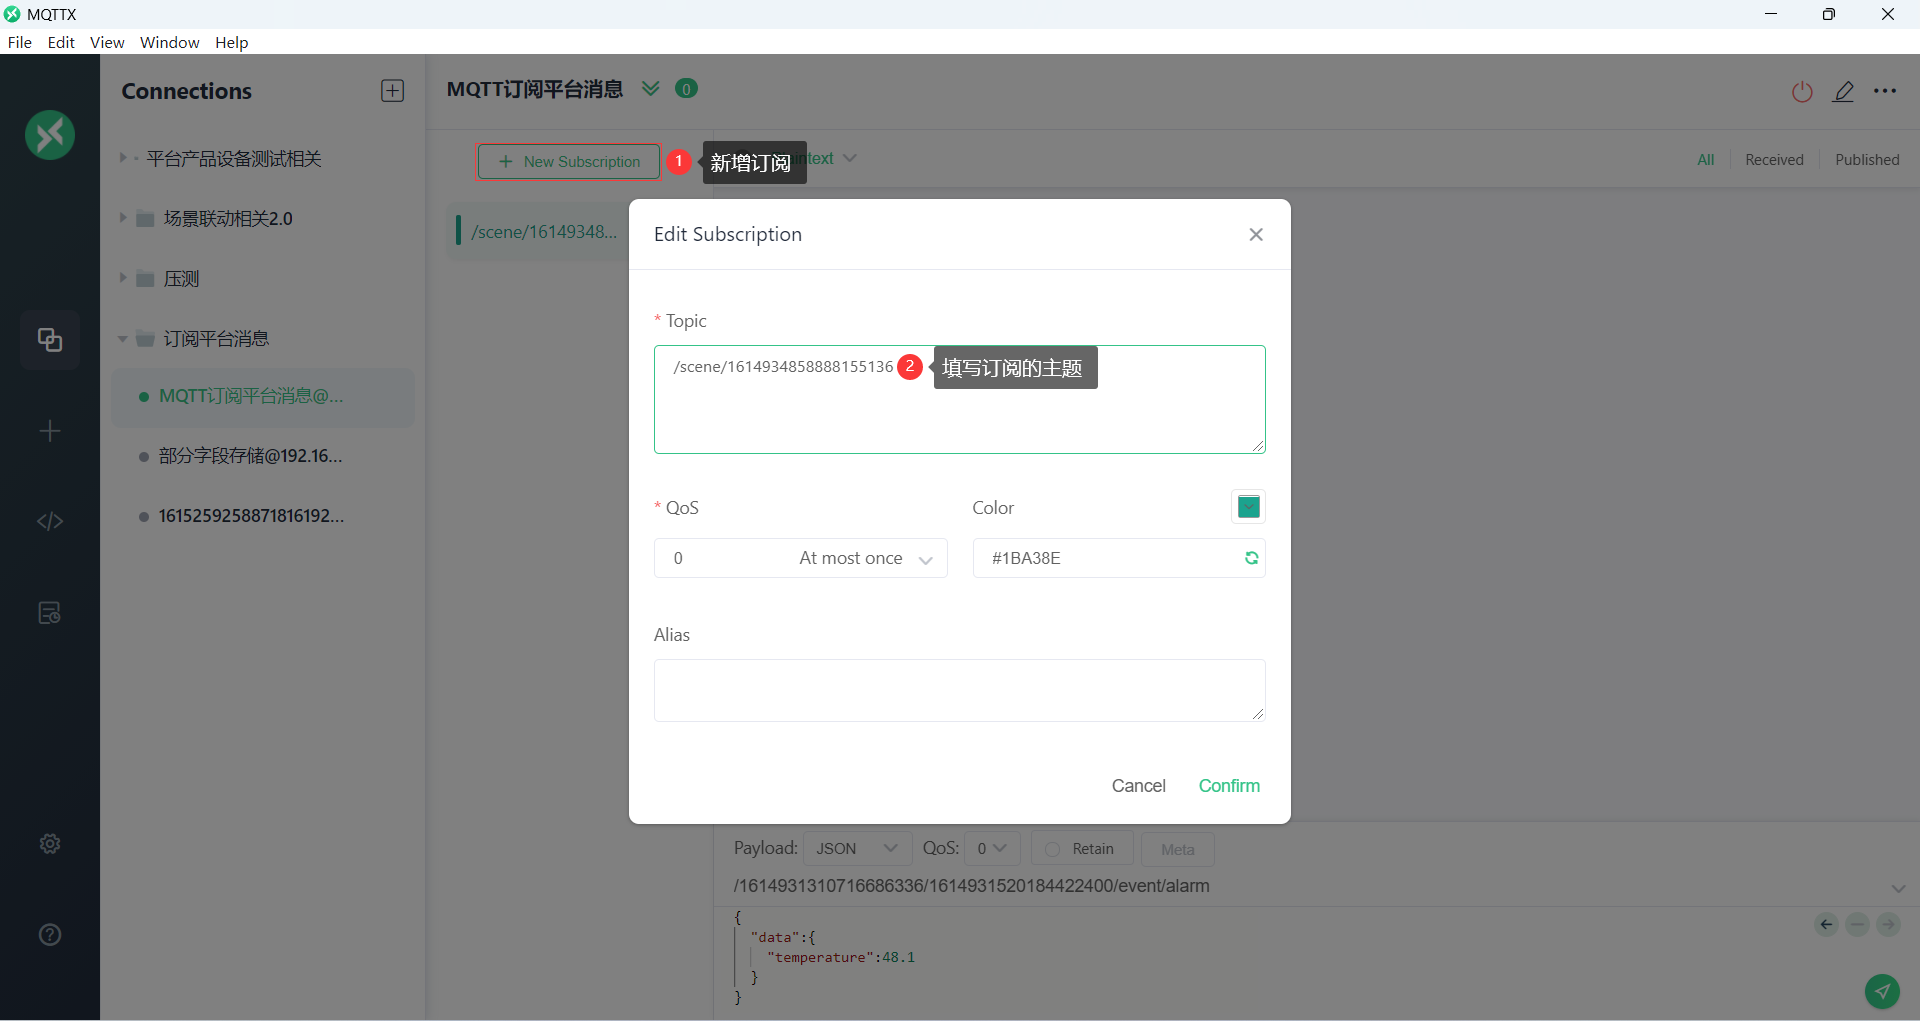 MQTTX
File Edit View Window Help
Connections
平台产品设备测试相关
场景联动相关2.0
压测
订阅平台消息
MQTT订阅平台消息@...
部分字段存储@192.16...
1615259258871816192...
MQTT订阅平台消息 0
New Subscription 1 新增订阅
All Received Published
/scene/16149348...
Edit Subscription
* Topic
/scene/1614934858888155136 2 填写订阅的主题
* QoS Color
0 At most once #1BA38E
Alias
Cancel Confirm
Payload: JSON QoS: 0 Retain Meta
/1614931310716686336/1614931520184422400/event/alarm
{
"data":{
"temperature":48.1
}
}